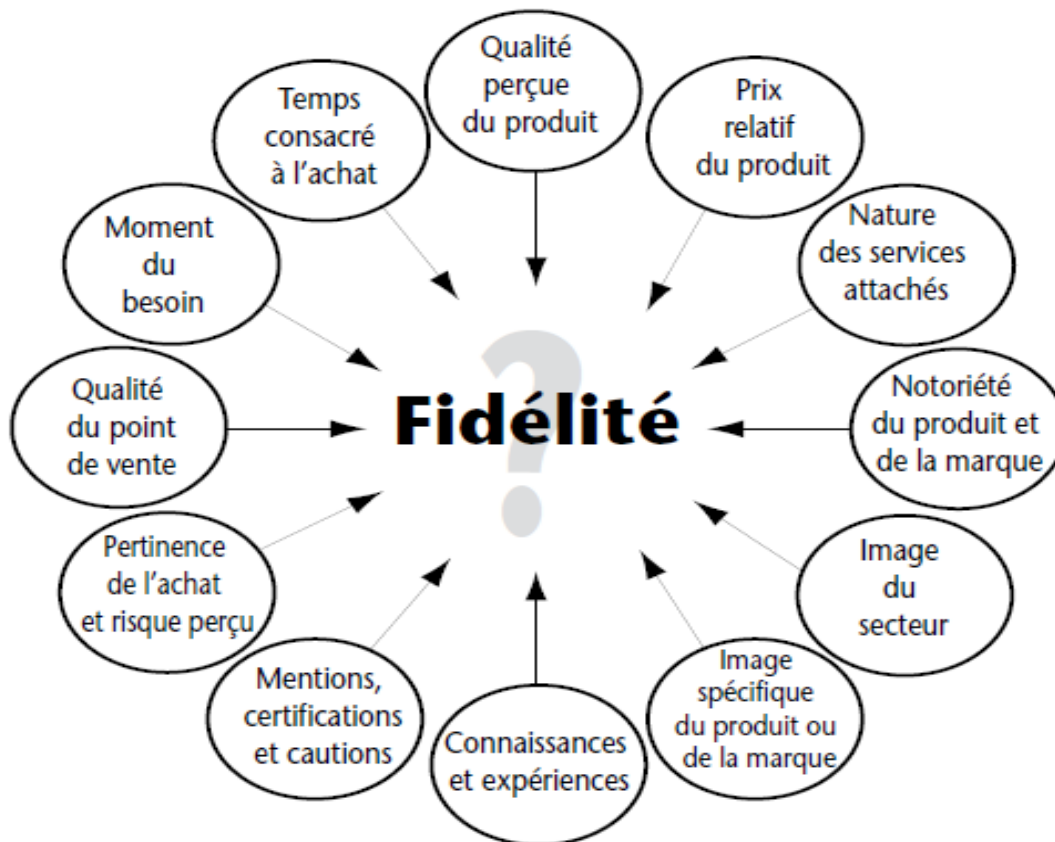 Qualité
perçue
du produit
Prix
relatif
du produit
Nature
des services
attachés
Notoriété
du produit et
de la marque
Image
du
secteur
Image
spécifique
du produit ou
de la marque
Connaissances
et expériences
Mentions,
certifications
et cautions
Pertinence
de l'achat
et risque perçu
Qualité
du point
de vente
Moment
du
besoin
Temps
consacré
à l'achat
?
Fidélité